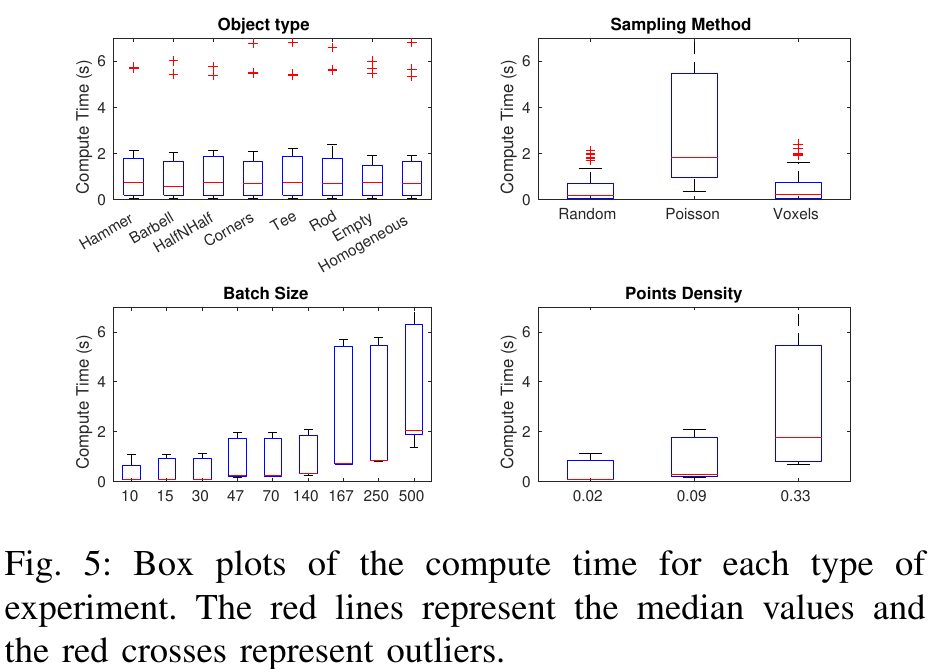 Object type
Compute Time (s)
6
4
2
0
Hammer
Barbell
HalfNHalf
Corners
Tee
Rod
Empty
Homogeneous
Sampling Method
Compute Time (s)
6
4
2
0
Random Poisson Voxels
Batch Size
Compute Time (s)
6
4
2
0
10 15 30 47 70 140 167 250 500
Points Density
Compute Time (s)
6
4
2
0
0.02 0.09 0.33
Fig. 5: Box plots of the compute time for each type of
experiment. The red lines represent the median values and
the red crosses represent outliers.